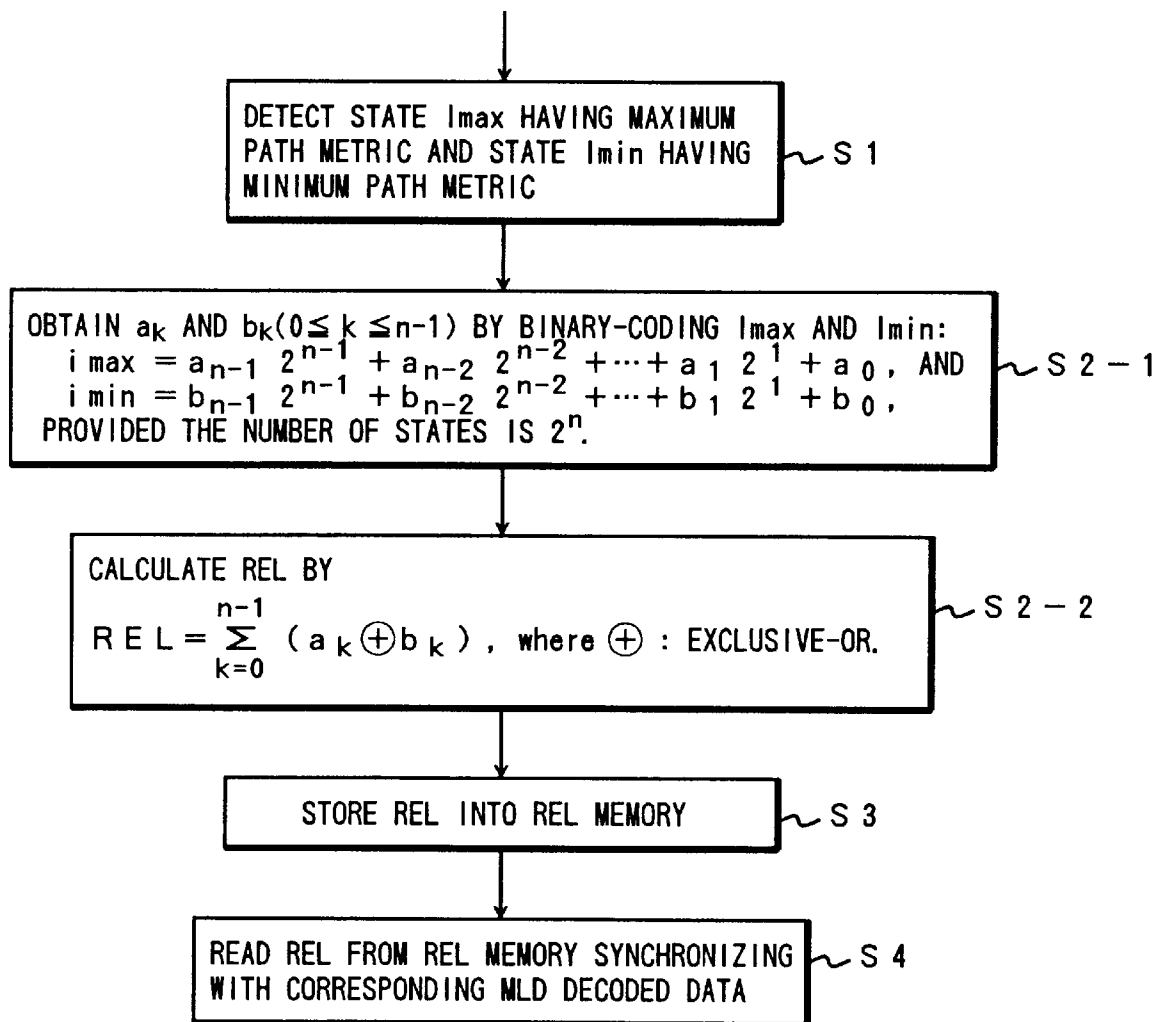 DETECT STATE Imax HAVING MAXIMUM
PATH METRIC AND STATE Imin HAVING
MINIMUM PATH METRIC
S 1
OBTAIN aₖ AND bₖ(0≦ k ≦n-1) BY BINARY-CODING Imax AND Imin:
i max = aₙ₋₁ 2ⁿ⁻¹ + aₙ₋₂ 2ⁿ⁻² +⋯+ a₁ 2¹ + a₀, AND
i min = bₙ₋₁ 2ⁿ⁻¹ + bₙ₋₂ 2ⁿ⁻² +⋯+ b₁ 2¹ + b₀,
PROVIDED THE NUMBER OF STATES IS 2ⁿ.
S 2-1
CALCULATE REL BY
n-1
R E L = Σ (aₖ⊕bₖ), where ⊕ : EXCLUSIVE-OR.
k=0
S 2-2
STORE REL INTO REL MEMORY
S 3
READ REL FROM REL MEMORY SYNCHRONIZING
WITH CORRESPONDING MLD DECODED DATA
S 4